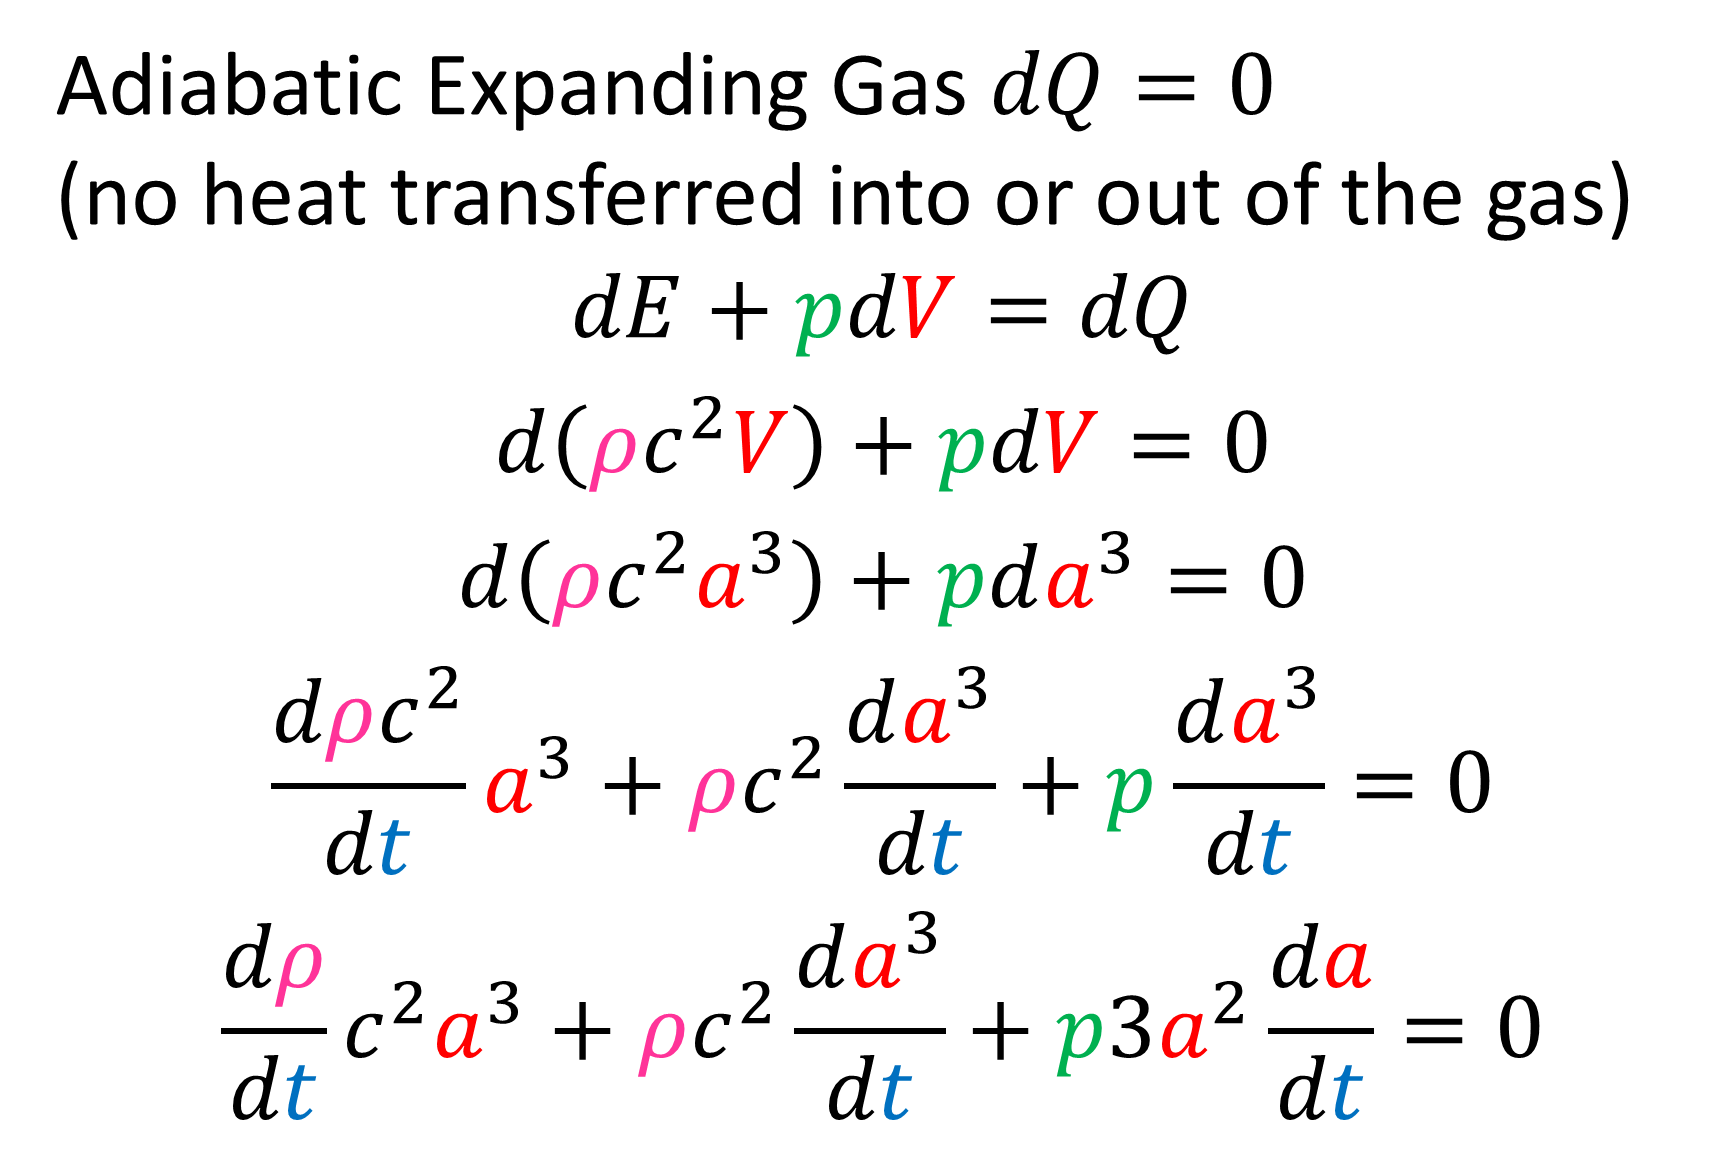 Adiabatic Expanding Gas dQ = 0
(no heat transferred into or out of the gas)
dE + pdV = dQ
d(ρc²V) + pdV = 0
d(ρc²a³) + pda³ = 0
dρc²/dt a³ + ρc² da³/dt + p da³/dt = 0
dρ/dt c²a³ + ρc² da³/dt + p3a² da/dt = 0